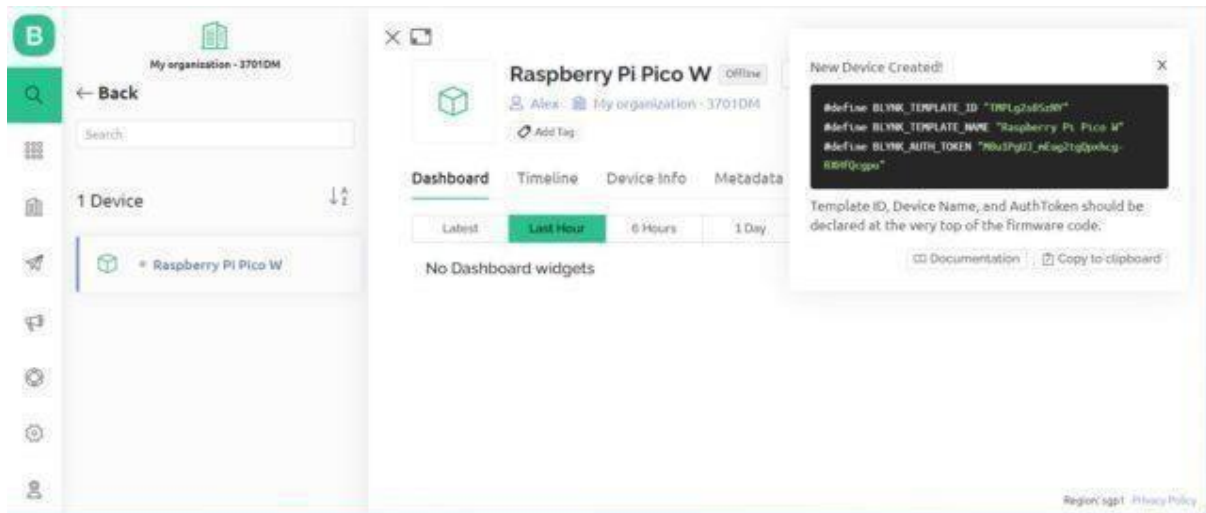 B
My organization - 3701DM
← Back
Search
1 Device
Raspberry Pi Pico W
Raspberry Pi Pico W Offline
Alex My organization - 3701DM
Add Tag
Dashboard Timeline Device Info Metadata
Latest Last Hour 6 Hours 1 Day
No Dashboard widgets
New Device Created!
#define BLYNK_TEMPLATE_ID
#define BLYNK_TEMPLATE_NAME "Raspberry Pi Pico W"
#define BLYNK_AUTH_TOKEN
Template ID, Device Name, and AuthToken should be
declared at the very top of the firmware code.
Documentation Copy to clipboard
Region: sgp1 Privacy Policy